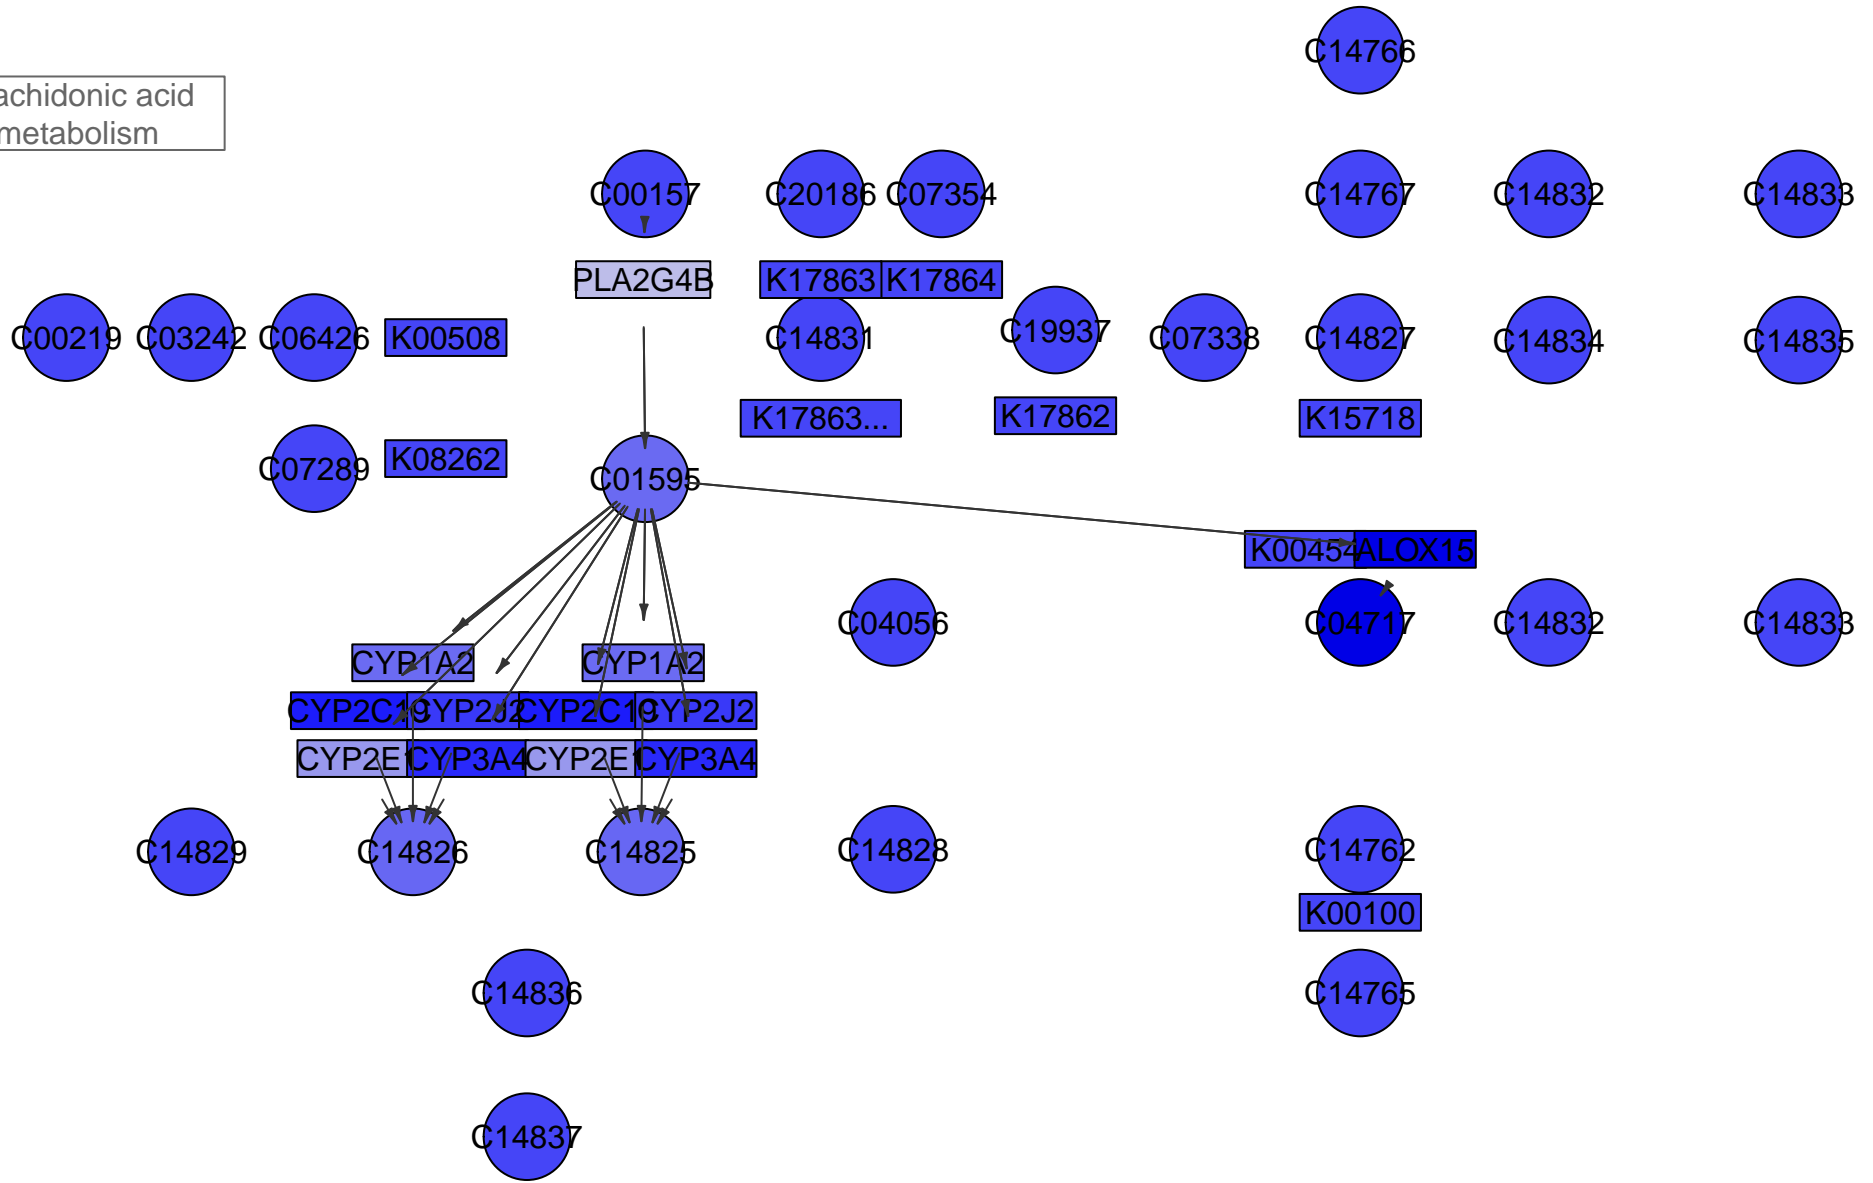 C14766
achidonic acid
metabolism
C00157
C20186
C07354
C14767
C14832
C14833
PLA2G4B
K17863
K17864
C00219
C03242
C06426
K00508
C14831
C19937
C07338
C14827
C14834
C14835
K17863...
K17862
K15718
C07289
K08262
C01595
K00454
ALOX15
C04056
C04717
C14832
C14833
CYP1A2
CYP1A2
CYP2C19
CYP2J2
CYP2C19
CYP2J2
CYP2E1
CYP3A4
CYP2E1
CYP3A4
C14829
C14826
C14825
C14828
C14762
K00100
C14836
C14765
C14837